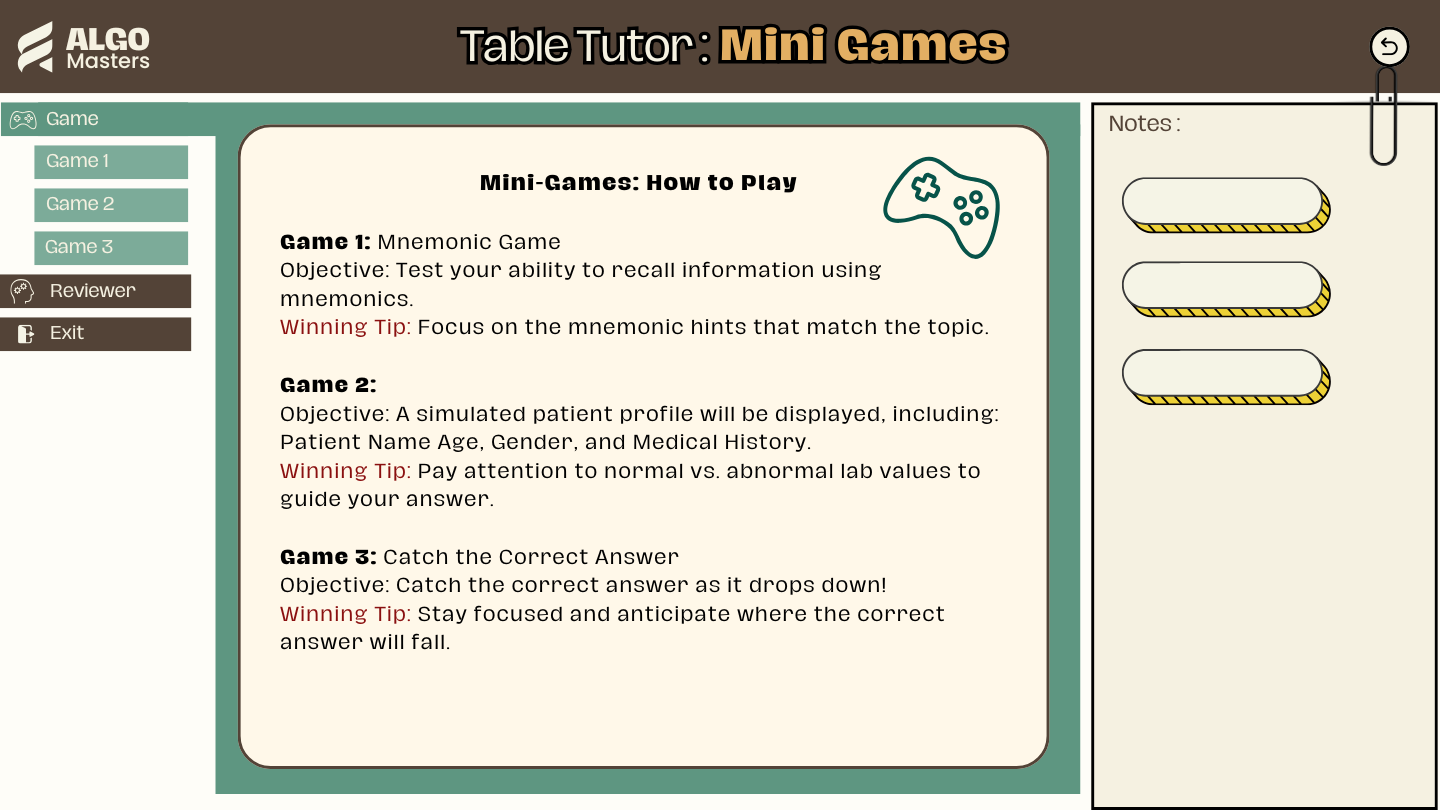 ALGO
Masters
Table Tutor : Mini Games
Game
Game 1
Game 2
Game 3
Reviewer
Exit
Mini-Games: How to Play
Game 1: Mnemonic Game
Objective: Test your ability to recall information using
mnemonics.
Winning Tip: Focus on the mnemonic hints that match the topic.
Game 2:
Objective: A simulated patient profile will be displayed, including:
Patient Name Age, Gender, and Medical History.
Winning Tip: Pay attention to normal vs. abnormal lab values to
guide your answer.
Game 3: Catch the Correct Answer
Objective: Catch the correct answer as it drops down!
Winning Tip: Stay focused and anticipate where the correct
answer will fall.
Notes :